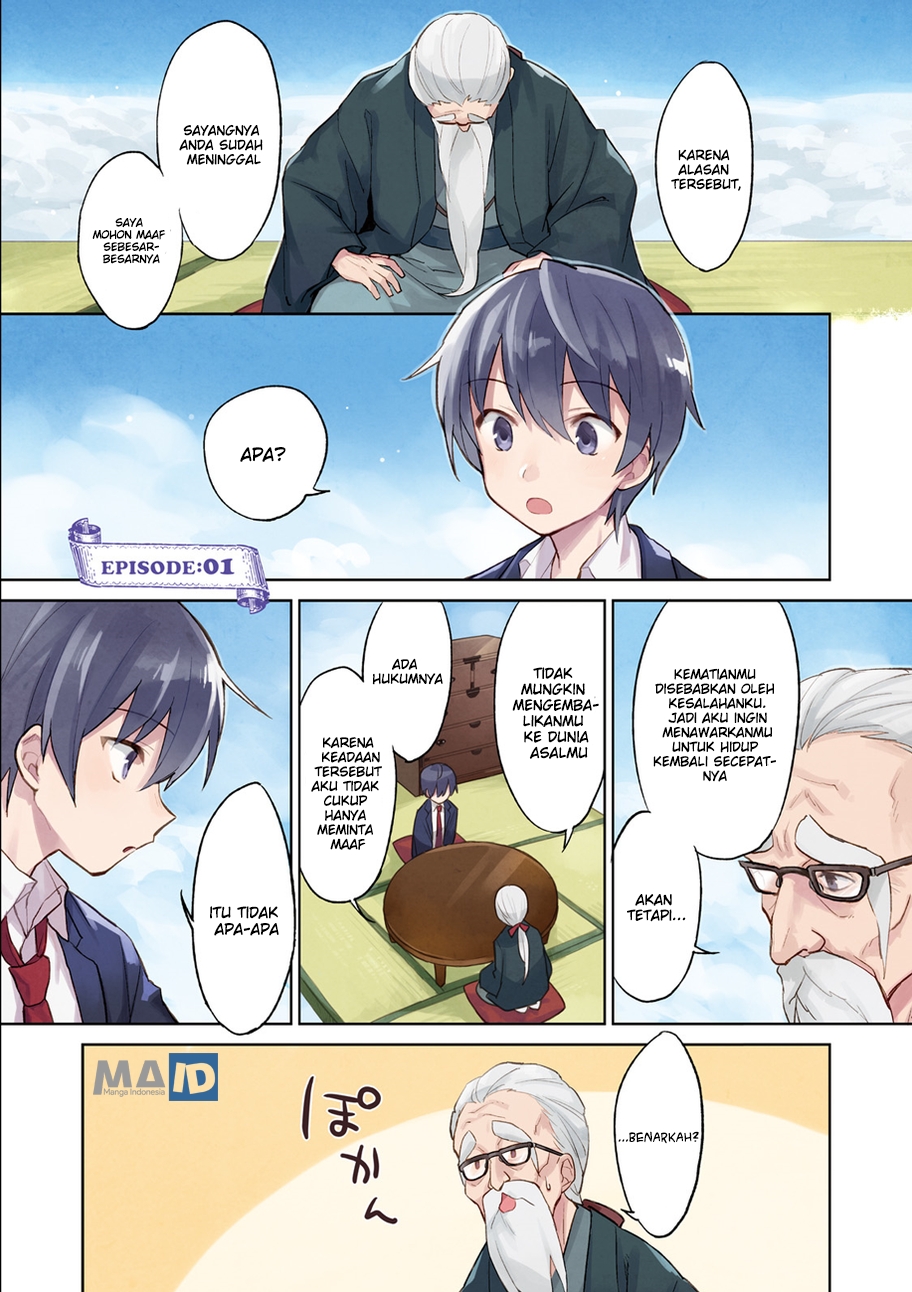 KARENA
ALASAN
TERSEBUT,
SAYANGNYA
ANDA SUDAH
MENINGGAL
SAYA
MOHON MAAF
SEBESAR-
BESARNYA
APA?
EPISODE:01
KEMATIANMU
DISEBABKAN OLEH
KESALAHANKU.
JADI AKU INGIN
MENAWARKANMU
UNTUK HIDUP
KEMBALI SECEPAT-
NYA
AKAN
TETAPI...
TIDAK
MUNGKIN
MENGEMBA-
LIKANMU
KE DUNIA
ASALMU
ADA
HUKUMNYA
KARENA
KEADAAN
TERSEBUT
AKU TIDAK
CUKUP
HANYA
MEMINTA
MAAF
ITU TIDAK
APA-APA
...BENARKAH?
ぽかん
MAID
Manga Indonesia